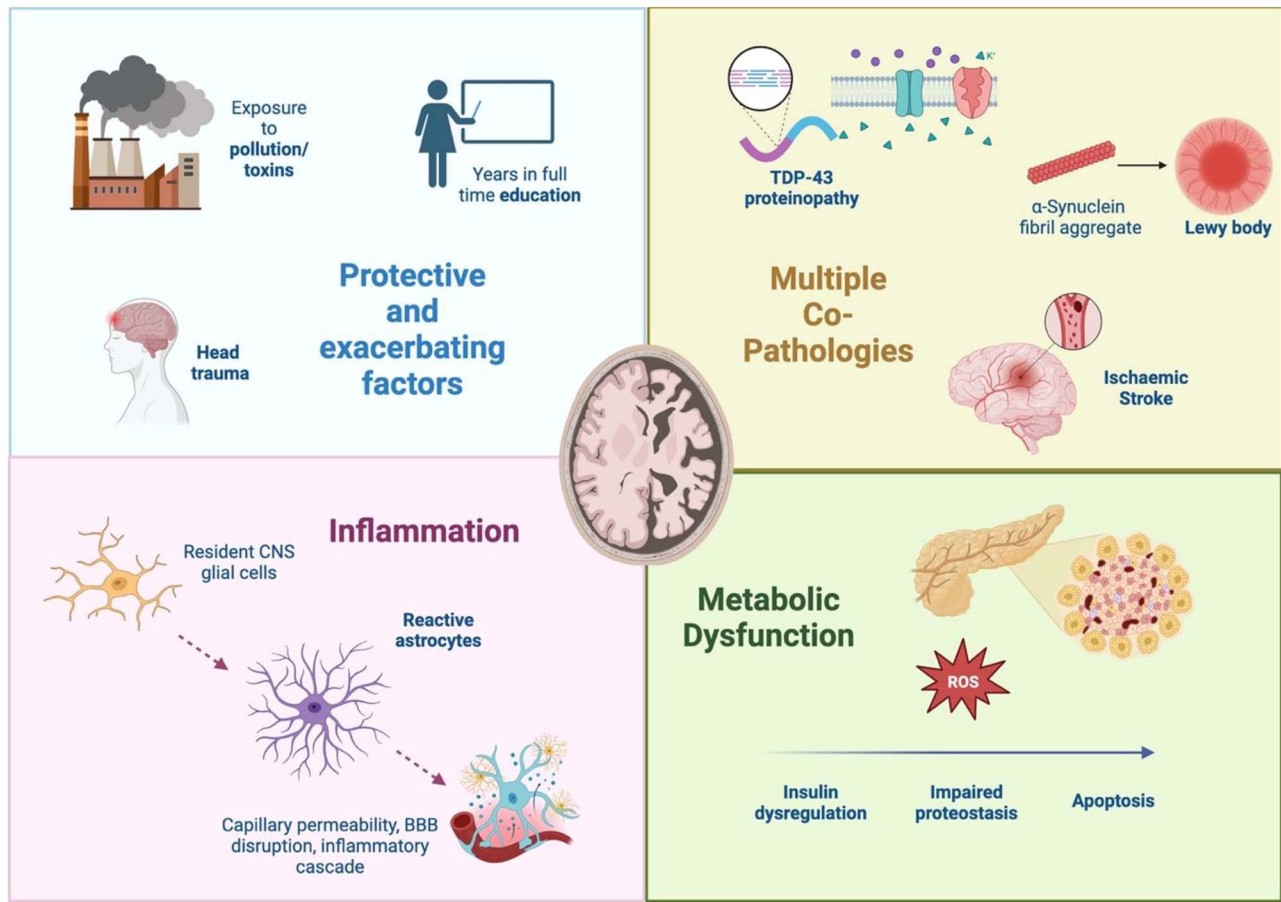 Exposure
to
pollution/
toxins
Years in full
time education
Protective
and
exacerbating
factors
Head
trauma
K⁺
TDP-43
proteinopathy
α-Synuclein
fibril aggregate
Lewy body
Multiple
Co-
Pathologies
Ischaemic
Stroke
Inflammation
Resident CNS
glial cells
Reactive
astrocytes
Capillary permeability, BBB
disruption, inflammatory
cascade
Metabolic
Dysfunction
ROS
Insulin
dysregulation
Impaired
proteostasis
Apoptosis